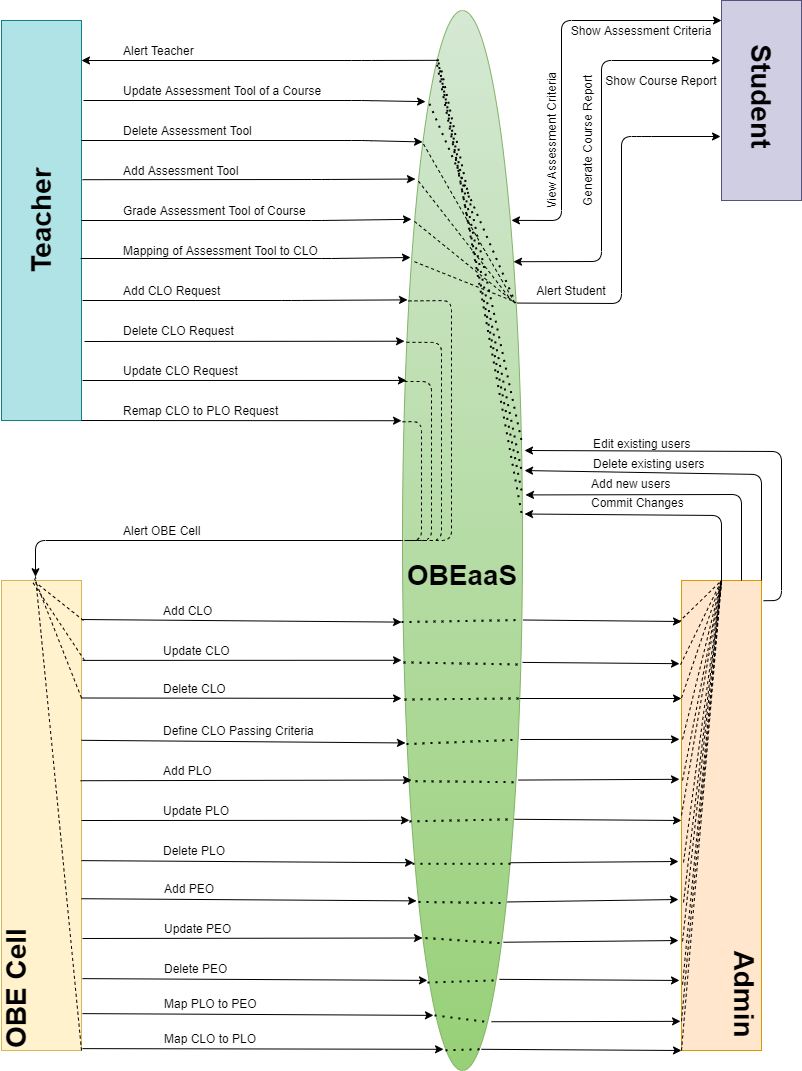 Teacher
Alert Teacher
Update Assessment Tool of a Course
Delete Assessment Tool
Add Assessment Tool
Grade Assessment Tool of Course
Mapping of Assessment Tool to CLO
Add CLO Request
Delete CLO Request
Update CLO Request
Remap CLO to PLO Request
Alert OBE Cell
Show Assessment Criteria
Show Course Report
View Assessment Criteria
Generate Course Report
Alert Student
Student
Edit existing users
Delete existing users
Add new users
Commit Changes
OBEaaS
OBE Cell
Add CLO
Update CLO
Delete CLO
Define CLO Passing Criteria
Add PLO
Update PLO
Delete PLO
Add PEO
Update PEO
Delete PEO
Map PLO to PEO
Map CLO to PLO
Admin